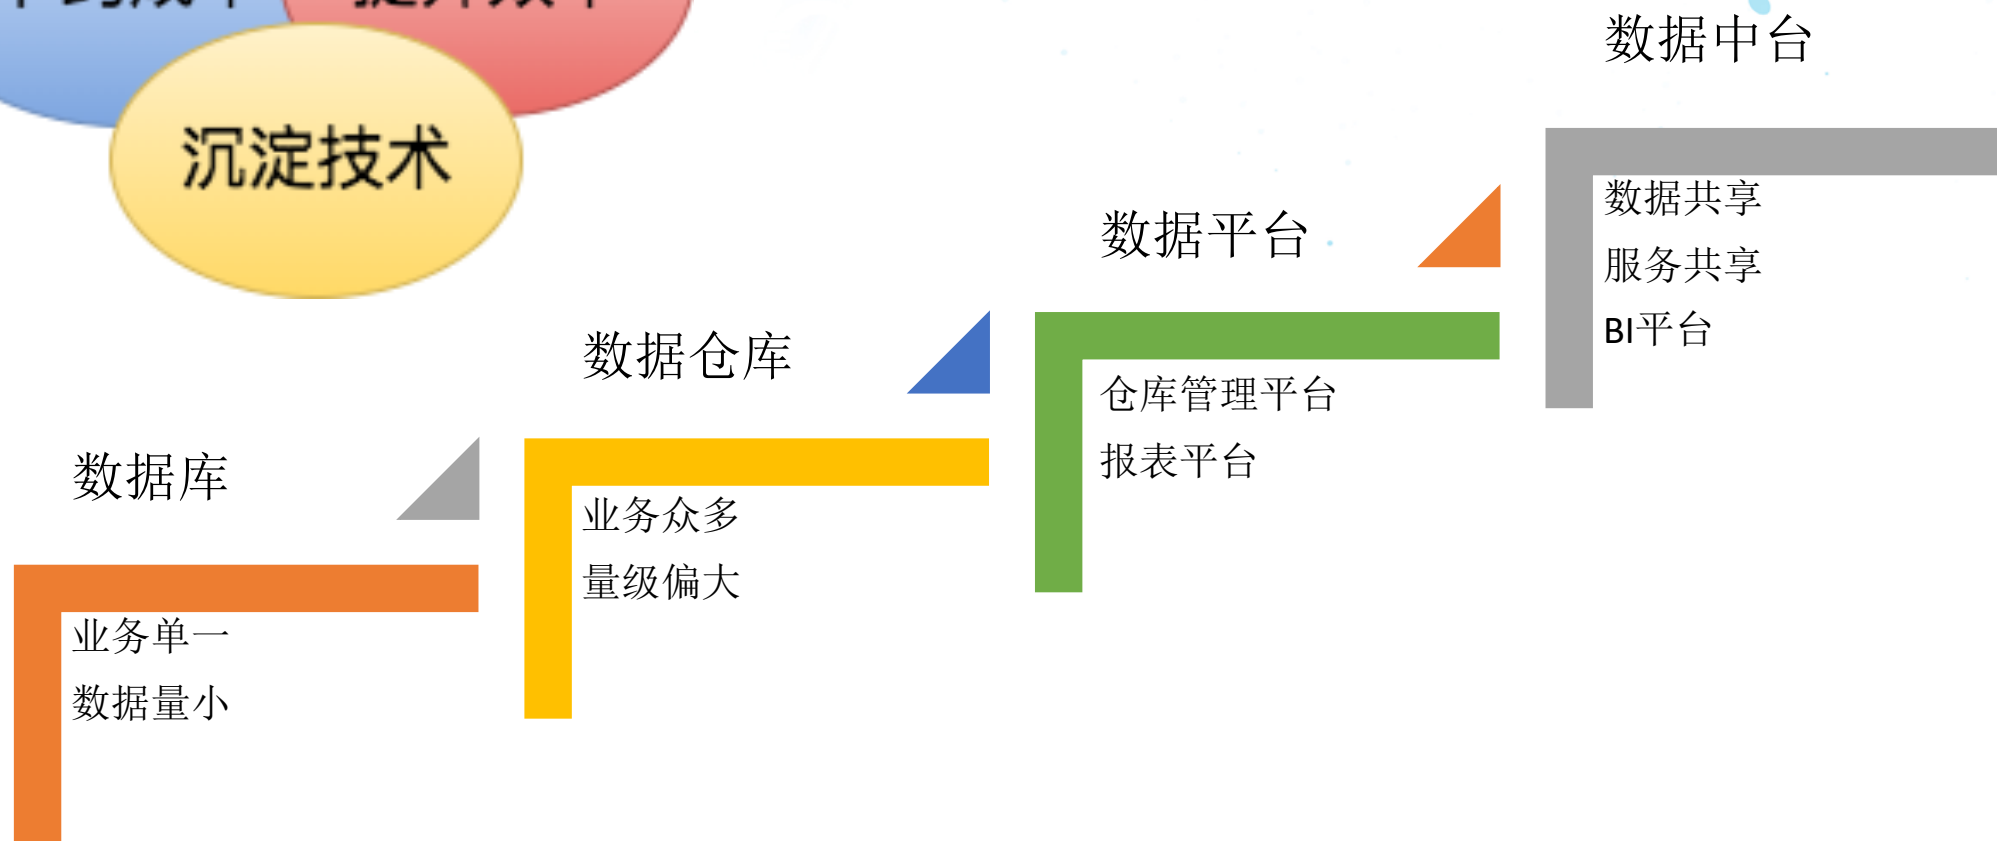 沉淀技术
数据中台
数据共享
服务共享
BI平台
数据平台
仓库管理平台
报表平台
数据仓库
业务众多
量级偏大
数据库
业务单一
数据量小